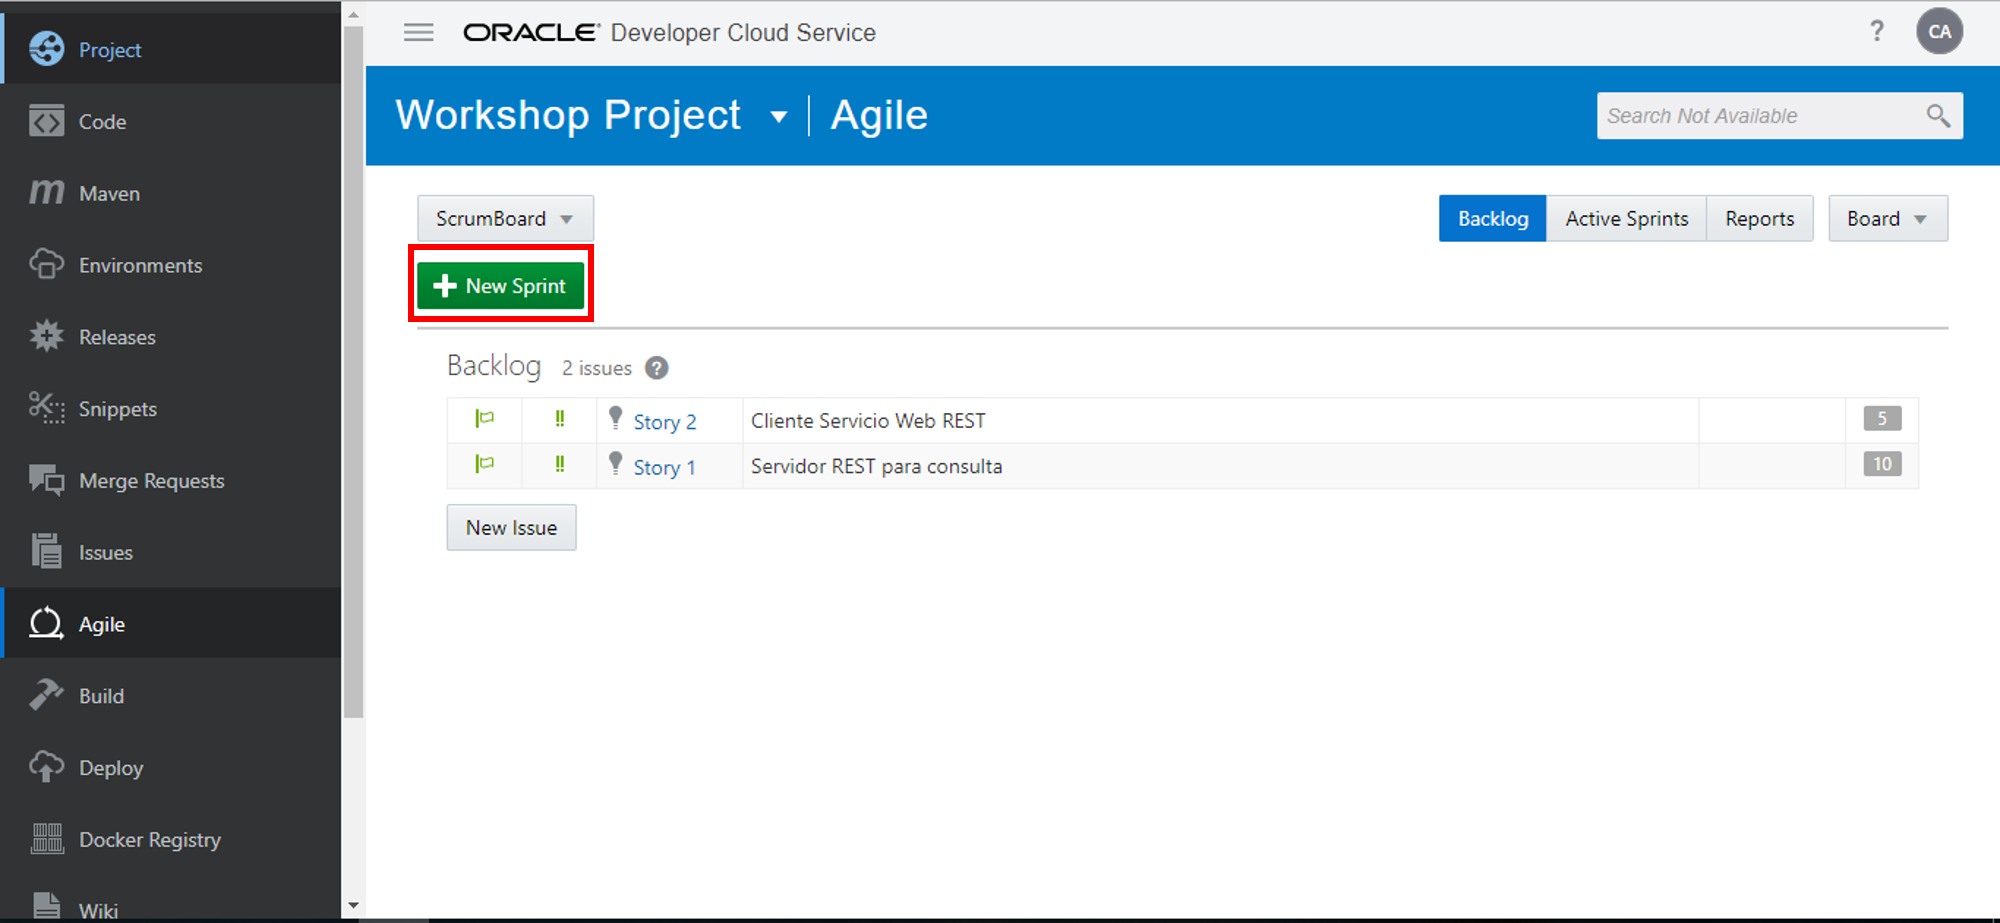 Project
Code
Maven
Environments
Releases
Snippets
Merge Requests
Issues
Agile
Build
Deploy
Docker Registry
Wiki
ORACLE® Developer Cloud Service
?
CA
Workshop Project | Agile
Search Not Available
ScrumBoard
Backlog Active Sprints Reports Board
New Sprint
Backlog 2 issues ?
!! Story 2 Cliente Servicio Web REST 5
!! Story 1 Servidor REST para consulta 10
New Issue